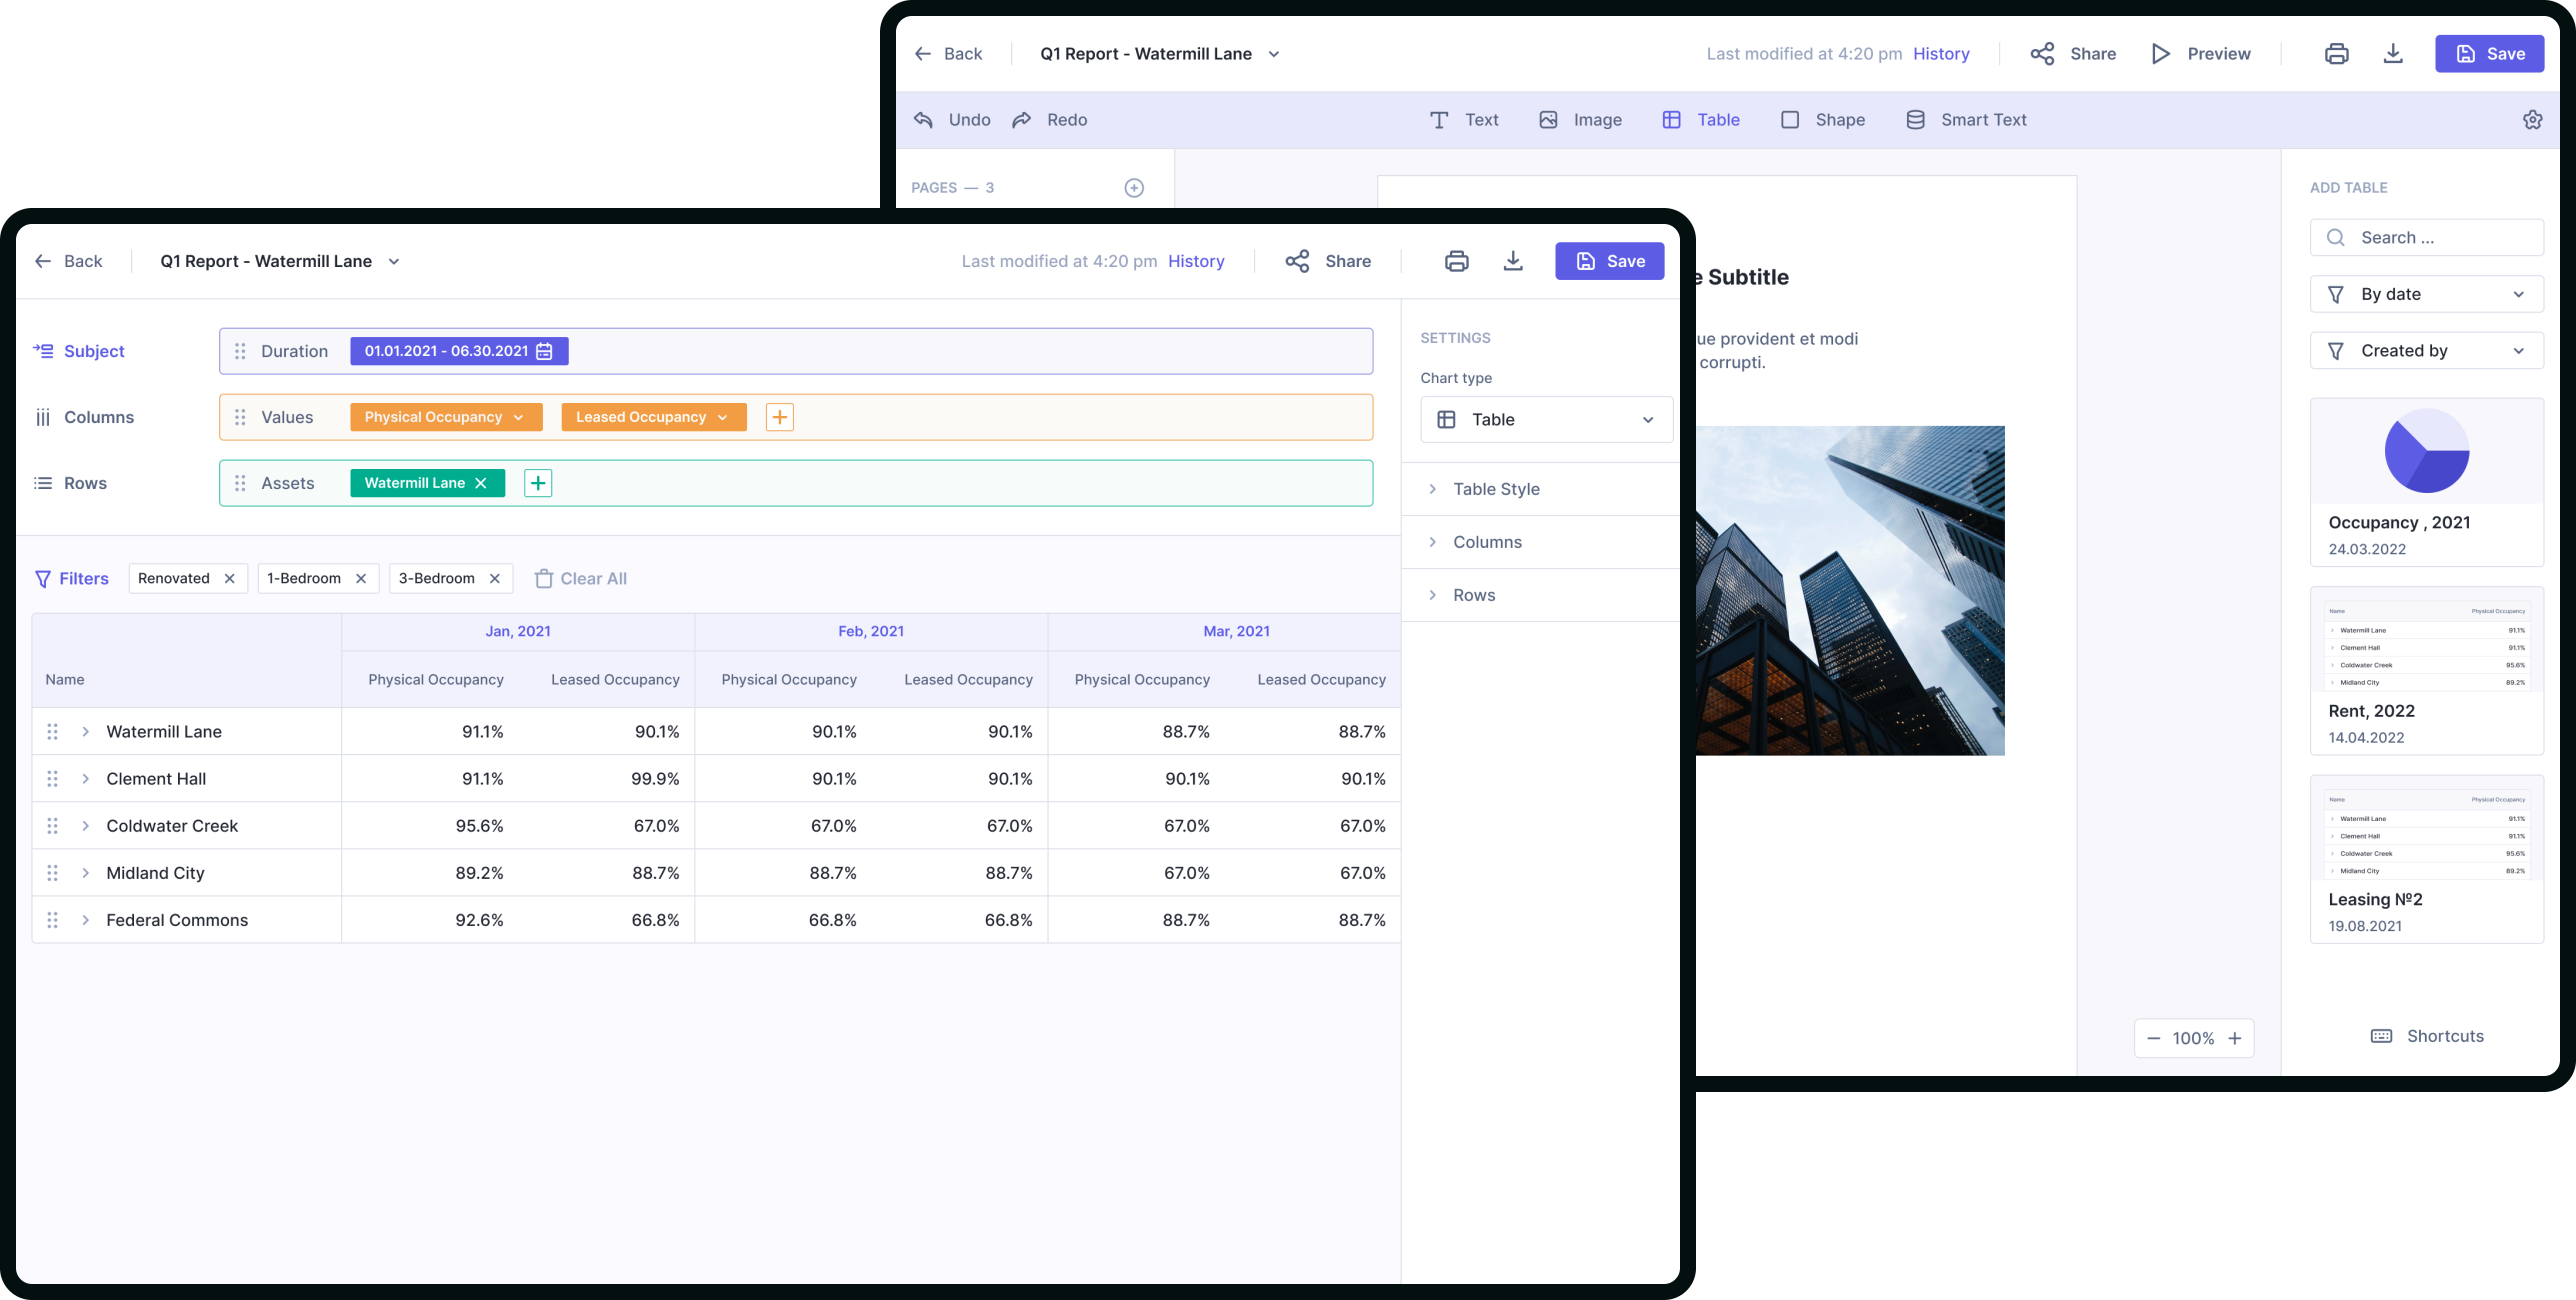 Back Q1 Report - Watermill Lane Last modified at 4:20 pm History Share Preview Save
Undo Redo Text Image Table Shape Smart Text
PAGES — 3
ADD TABLE
Search ...
By date
Created by
Occupancy , 2021
24.03.2022
Name Physical Occupancy
Watermill Lane 91.1%
Clement Hall 91.1%
Coldwater Creek 95.6%
Midland City 89.2%
Rent, 2022
14.04.2022
Name Physical Occupancy
Watermill Lane 91.1%
Clement Hall 91.1%
Coldwater Creek 95.6%
Midland City 89.2%
Leasing №2
19.08.2021
Shortcuts
e Subtitle
ue provident et modi
corrupti.
100%
Back Q1 Report - Watermill Lane Last modified at 4:20 pm History Share Save
Subject Duration 01.01.2021 - 06.30.2021
Columns Values Physical Occupancy Leased Occupancy
Rows Assets Watermill Lane
SETTINGS
Chart type
Table
Table Style
Columns
Rows
Filters Renovated 1-Bedroom 3-Bedroom Clear All
Jan, 2021 Feb, 2021 Mar, 2021
Name Physical Occupancy Leased Occupancy Physical Occupancy Leased Occupancy Physical Occupancy Leased Occupancy
Watermill Lane 91.1% 90.1% 90.1% 90.1% 88.7% 88.7%
Clement Hall 91.1% 99.9% 90.1% 90.1% 90.1% 90.1%
Coldwater Creek 95.6% 67.0% 67.0% 67.0% 67.0% 67.0%
Midland City 89.2% 88.7% 88.7% 88.7% 67.0% 67.0%
Federal Commons 92.6% 66.8% 66.8% 66.8% 88.7% 88.7%